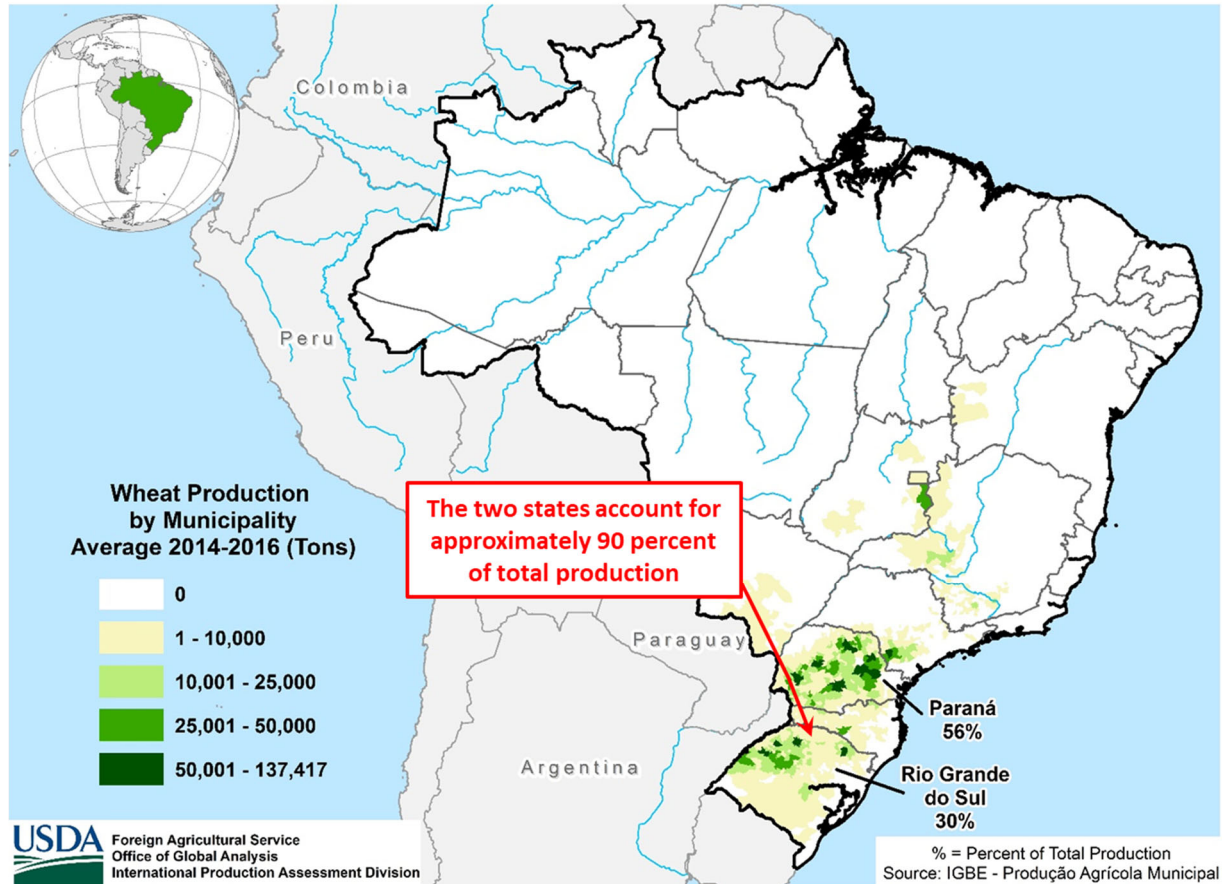 Colombia
Peru
Wheat Production
by Municipality
Average 2014-2016 (Tons)
0
1 - 10,000
10,001 - 25,000
25,001 - 50,000
50,001 - 137,417
The two states account for
approximately 90 percent
of total production
Paraguay
Argentina
Paraná
56%
Rio Grande
do Sul
30%
USDA
Foreign Agricultural Service
Office of Global Analysis
International Production Assessment Division
% = Percent of Total Production
Source: IGBE - Produção Agrícola Municipal